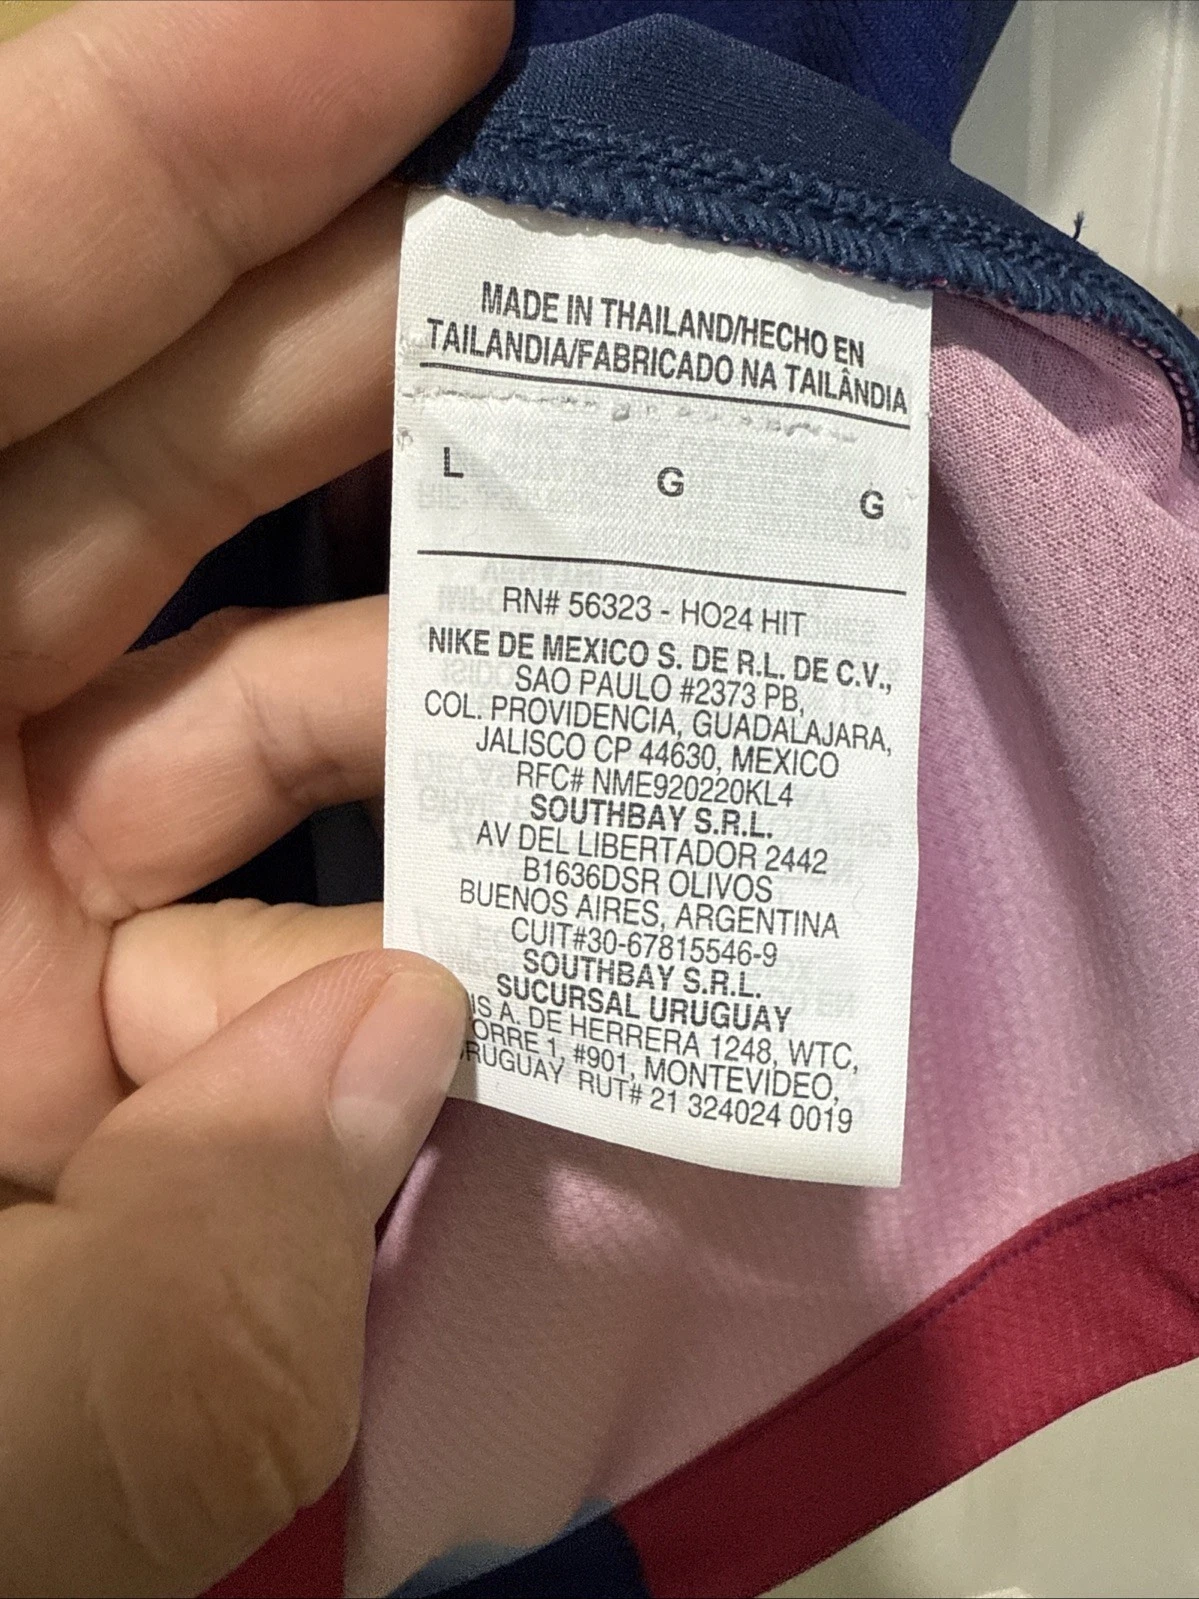 MADE IN THAILAND/HECHO EN
TAILANDIA/FABRICADO NA TAILÂNDIA
L G G
RN# 56323 - HO24 HIT
NIKE DE MEXICO S. DE R.L. DE C.V.,
SAO PAULO #2373 PB,
COL. PROVIDENCIA, GUADALAJARA,
JALISCO CP 44630, MEXICO
RFC# NME920220KL4
SOUTHBAY S.R.L.
AV DEL LIBERTADOR 2442
B1636DSR OLIVOS
BUENOS AIRES, ARGENTINA
CUIT#30-67815546-9
SOUTHBAY S.R.L.
SUCURSAL URUGUAY
A. DE HERRERA 1248, WTC,
1, #901, MONTEVIDEO,
RUT# 21 324024 0019